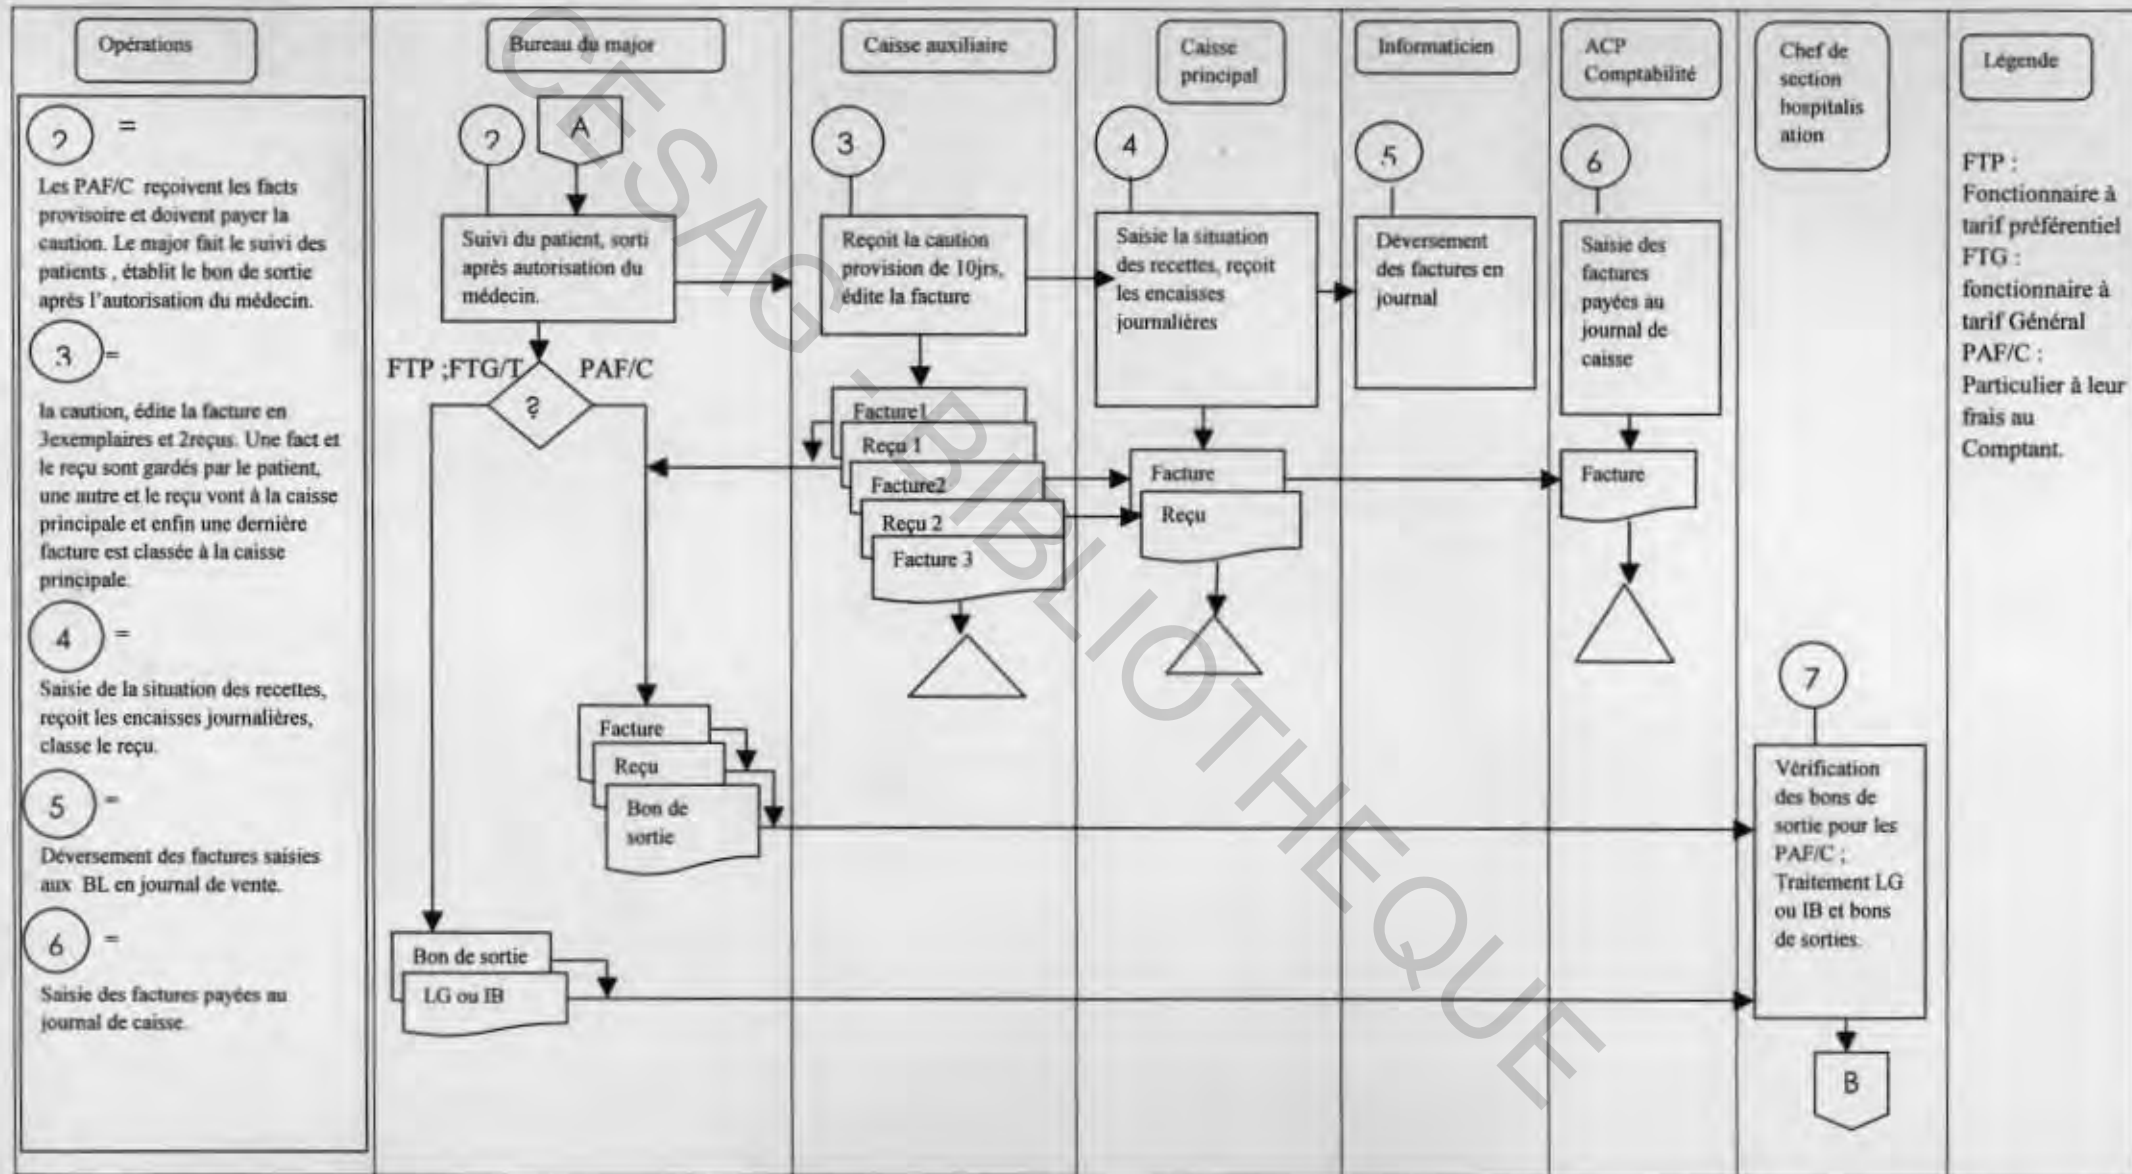 Opérations
2 =
Les PAF/C reçoivent les facts
provisoire et doivent payer la
caution. Le major fait le suivi des
patients , établit le bon de sortie
après l'autorisation du médecin.
3 =
la caution, édite la facture en
3exemplaires et 2reçus. Une fact et
le reçu sont gardés par le patient,
une autre et le reçu vont à la caisse
principale et enfin une dernière
facture est classée à la caisse
principale.
4 =
Saisie de la situation des recettes,
reçoit les encaisses journalières,
classe le reçu.
5 =
Déversement des factures saisies
aux BL en journal de vente.
6 =
Saisie des factures payées au
journal de caisse.
Bureau du major
2
A
Suivi du patient, sorti
après autorisation du
médecin.
FTP ;FTG/T
PAF/C
?
Facture
Reçu
Bon de
sortie
Bon de sortie
LG ou IB
Caisse auxiliaire
3
Reçoit la caution
provision de 10jrs,
édite la facture
Facture1
Reçu 1
Facture2
Reçu 2
Facture 3
Caisse
principal
4
Saisie la situation
des recettes, reçoit
les encaisses
journalières
Facture
Reçu
Informaticien
5
Déversement
des factures en
journal
ACP
Comptabilité
6
Saisie des
factures
payées au
journal de
caisse
Facture
Chef de
section
hospitalis
ation
7
Vérification
des bons de
sortie pour les
PAF/C ;
Traitement LG
ou IB et bons
de sorties.
B
Légende
FTP :
Fonctionnaire à
tarif préférentiel
FTG :
fonctionnaire à
tarif Général
PAF/C :
Particulier à leur
frais au
Comptant.
CESAG - BIBLIOTHEQUE